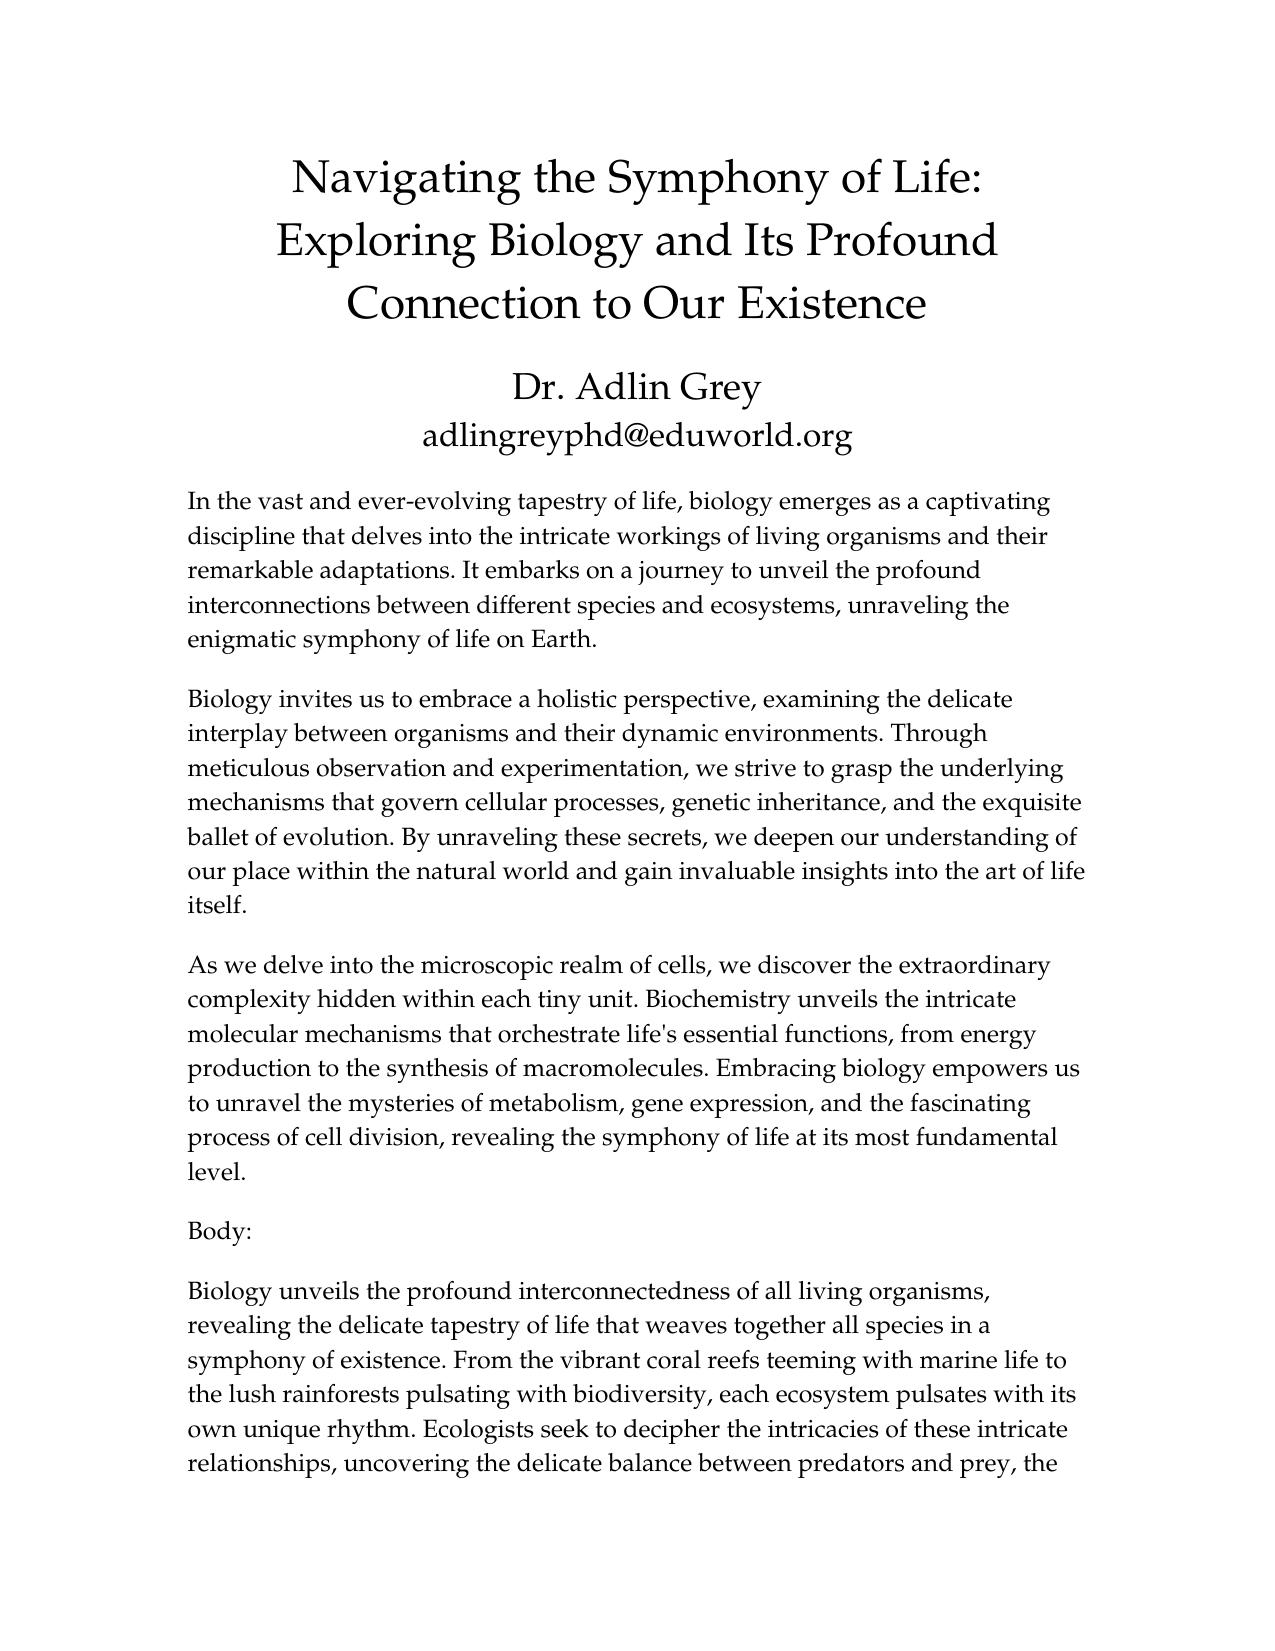 Navigating the Symphony of Life:
Exploring Biology and Its Profound
Connection to Our Existence
Dr. Adlin Grey
adlingreyphd@eduworld.org
In the vast and ever-evolving tapestry of life, biology emerges as a captivating
discipline that delves into the intricate workings of living organisms and their
remarkable adaptations. It embarks on a journey to unveil the profound
interconnections between different species and ecosystems, unraveling the
enigmatic symphony of life on Earth.
Biology invites us to embrace a holistic perspective, examining the delicate
interplay between organisms and their dynamic environments. Through
meticulous observation and experimentation, we strive to grasp the underlying
mechanisms that govern cellular processes, genetic inheritance, and the exquisite
ballet of evolution. By unraveling these secrets, we deepen our understanding of
our place within the natural world and gain invaluable insights into the art of life
itself.
As we delve into the microscopic realm of cells, we discover the extraordinary
complexity hidden within each tiny unit. Biochemistry unveils the intricate
molecular mechanisms that orchestrate life's essential functions, from energy
production to the synthesis of macromolecules. Embracing biology empowers us
to unravel the mysteries of metabolism, gene expression, and the fascinating
process of cell division, revealing the symphony of life at its most fundamental
level.
Body:
Biology unveils the profound interconnectedness of all living organisms,
revealing the delicate tapestry of life that weaves together all species in a
symphony of existence. From the vibrant coral reefs teeming with marine life to
the lush rainforests pulsating with biodiversity, each ecosystem pulsates with its
own unique rhythm. Ecologists seek to decipher the intricacies of these intricate
relationships, uncovering the delicate balance between predators and prey, the